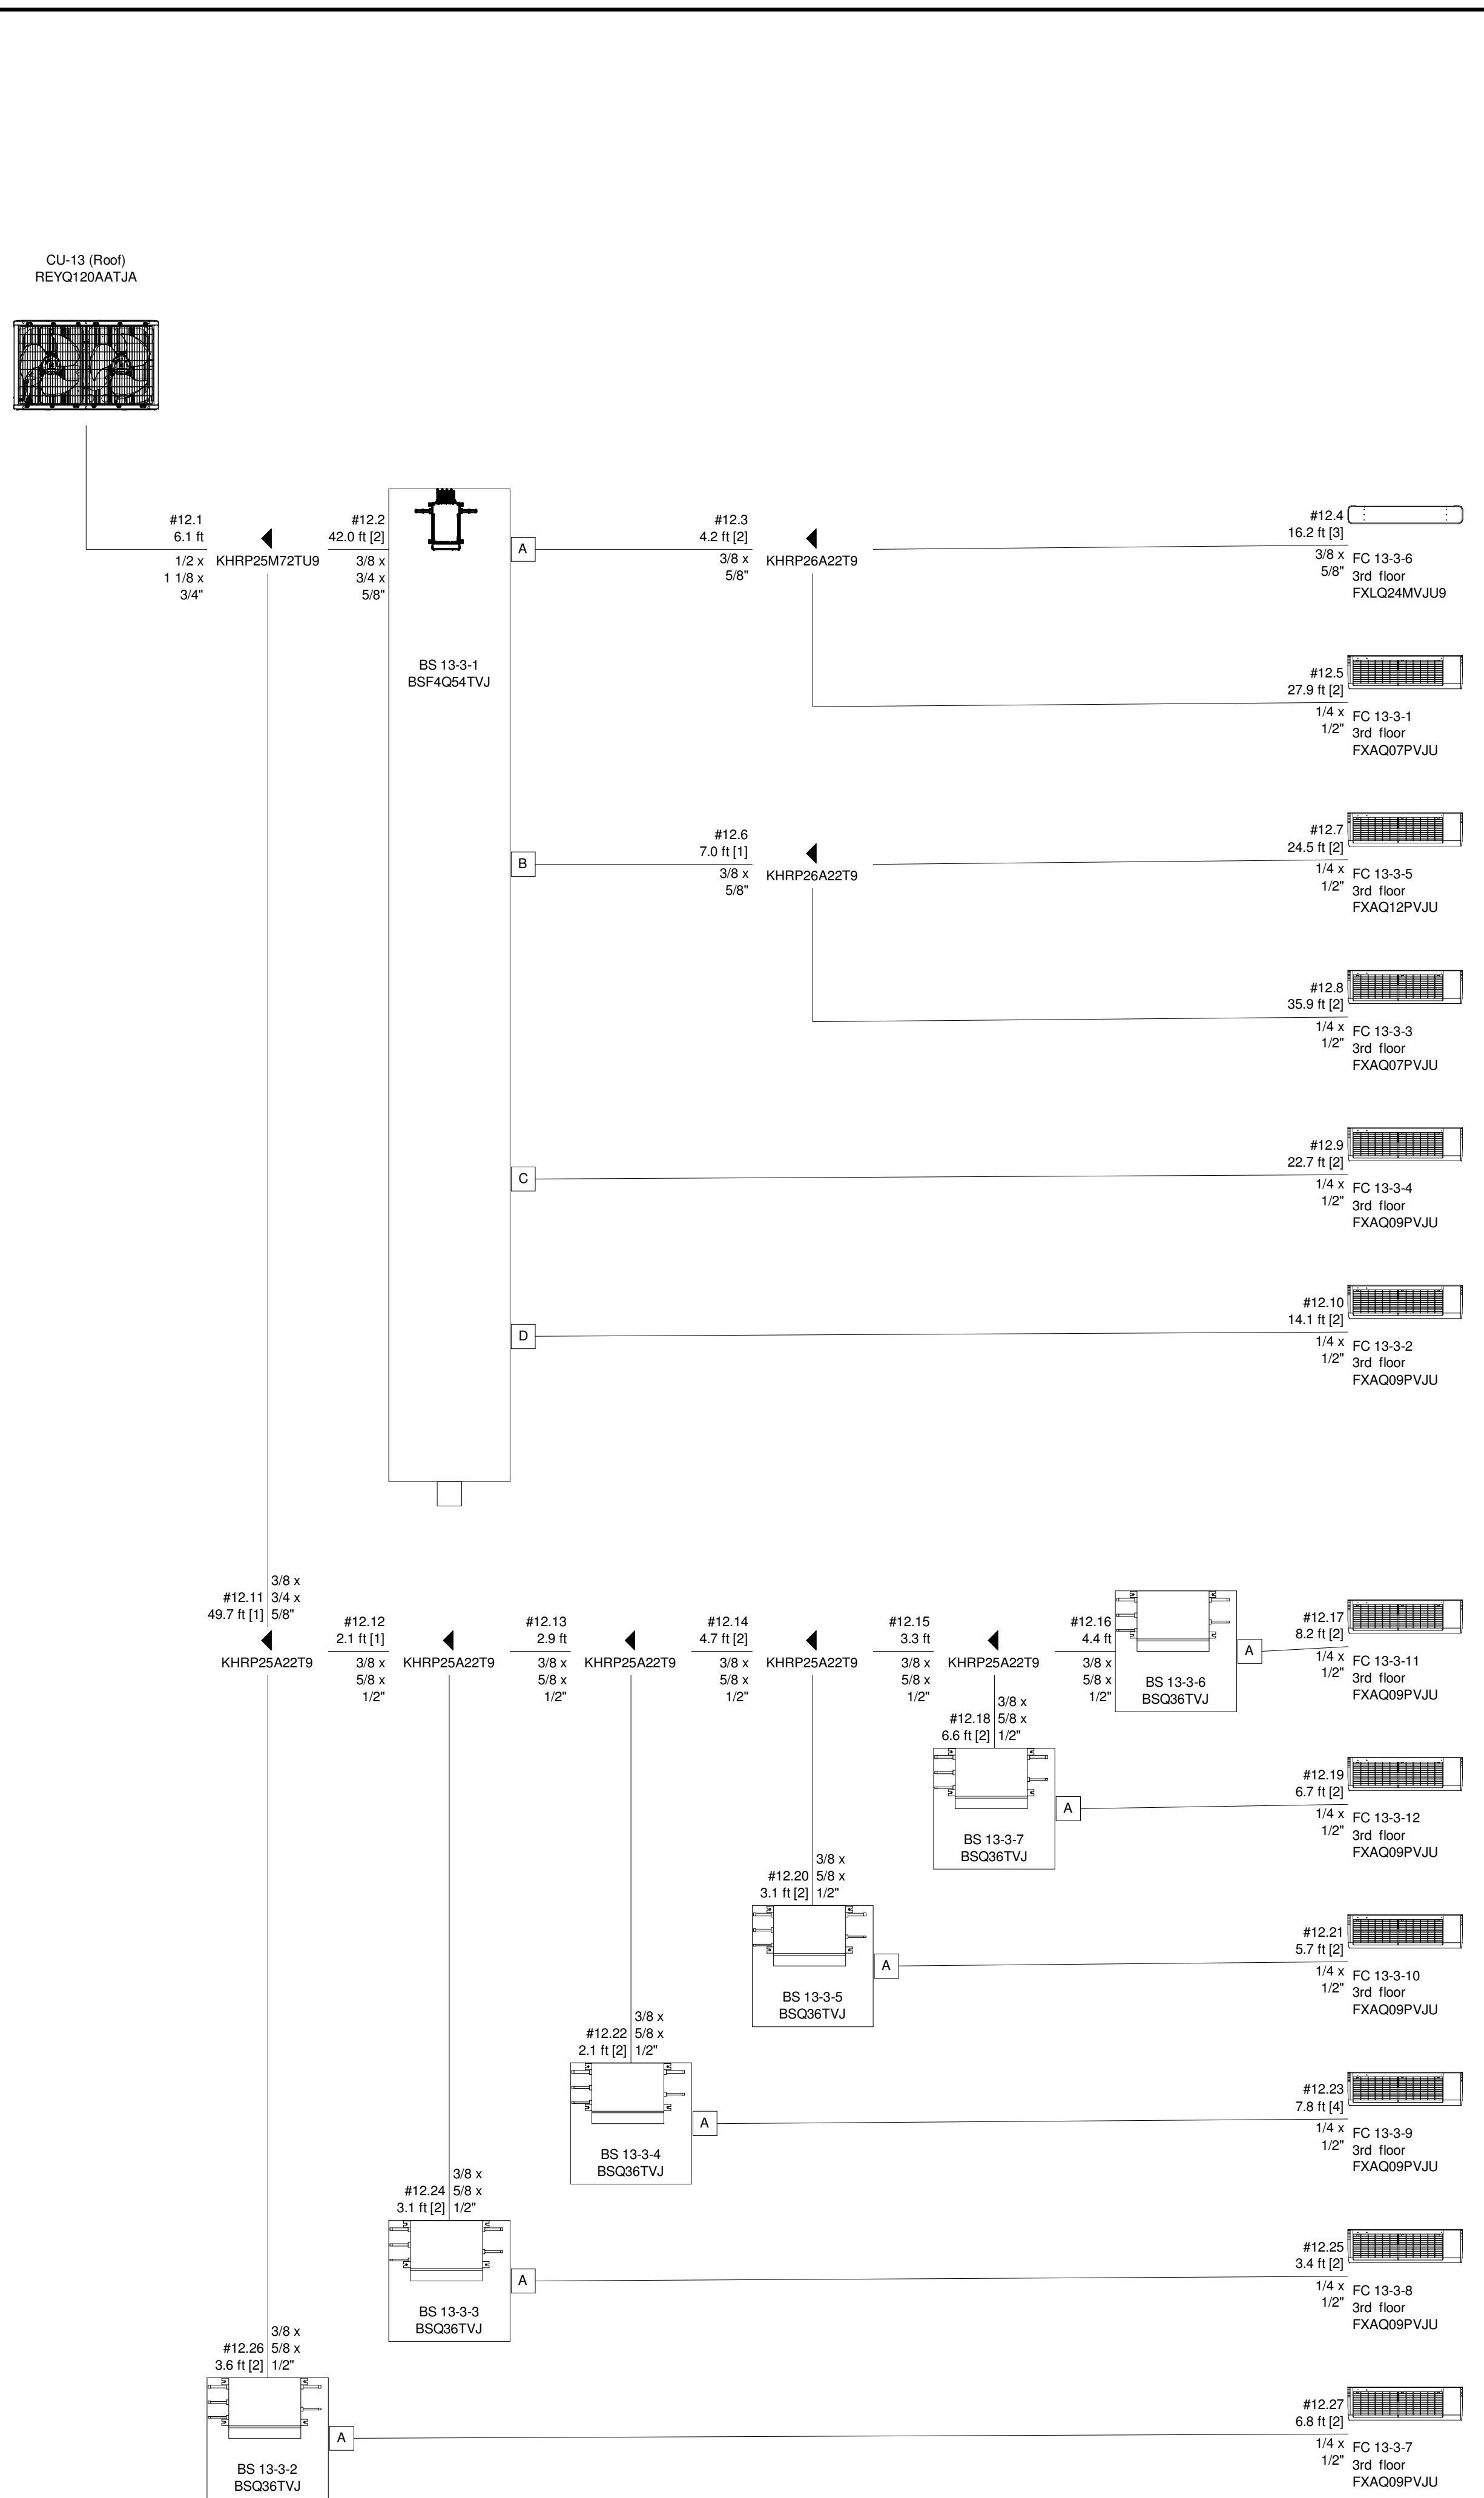 CU-13 (Roof)
REYQ120AATJA
#12.1
6.1 ft
1/2 x
1 1/8 x
3/4"
KHRP25M72TU9
#12.2
42.0 ft [2]
3/8 x
3/4 x
5/8"
BS 13-3-1
BSF4Q54TVJ
A
#12.3
4.2 ft [2]
3/8 x
5/8"
KHRP26A22T9
#12.4
16.2 ft [3]
3/8 x
5/8"
FC 13-3-6
3rd floor
FXLQ24MVJU9
#12.5
27.9 ft [2]
1/4 x
1/2"
FC 13-3-1
3rd floor
FXAQ07PVJU
B
#12.6
7.0 ft [1]
3/8 x
5/8"
KHRP26A22T9
#12.7
24.5 ft [2]
1/4 x
1/2"
FC 13-3-5
3rd floor
FXAQ12PVJU
#12.8
35.9 ft [2]
1/4 x
1/2"
FC 13-3-3
3rd floor
FXAQ07PVJU
C
#12.9
22.7 ft [2]
1/4 x
1/2"
FC 13-3-4
3rd floor
FXAQ09PVJU
D
#12.10
14.1 ft [2]
1/4 x
1/2"
FC 13-3-2
3rd floor
FXAQ09PVJU
#12.11
49.7 ft [1]
3/8 x
3/4 x
5/8"
KHRP25A22T9
#12.12
2.1 ft [1]
3/8 x
5/8 x
1/2"
KHRP25A22T9
#12.13
2.9 ft
3/8 x
5/8 x
1/2"
KHRP25A22T9
#12.14
4.7 ft [2]
3/8 x
5/8 x
1/2"
KHRP25A22T9
#12.15
3.3 ft
3/8 x
5/8 x
1/2"
KHRP25A22T9
#12.16
4.4 ft
3/8 x
5/8 x
1/2"
BS 13-3-6
BSQ36TVJ
A
#12.17
8.2 ft [2]
1/4 x
1/2"
FC 13-3-11
3rd floor
FXAQ09PVJU
#12.18
6.6 ft [2]
3/8 x
5/8 x
1/2"
BS 13-3-7
BSQ36TVJ
A
#12.19
6.7 ft [2]
1/4 x
1/2"
FC 13-3-12
3rd floor
FXAQ09PVJU
#12.20
3.1 ft [2]
3/8 x
5/8 x
1/2"
BS 13-3-5
BSQ36TVJ
A
#12.21
5.7 ft [2]
1/4 x
1/2"
FC 13-3-10
3rd floor
FXAQ09PVJU
#12.22
2.1 ft [2]
3/8 x
5/8 x
1/2"
BS 13-3-4
BSQ36TVJ
A
#12.23
7.8 ft [4]
1/4 x
1/2"
FC 13-3-9
3rd floor
FXAQ09PVJU
#12.24
3.1 ft [2]
3/8 x
5/8 x
1/2"
BS 13-3-3
BSQ36TVJ
A
#12.25
3.4 ft [2]
1/4 x
1/2"
FC 13-3-8
3rd floor
FXAQ09PVJU
#12.26
3.6 ft [2]
3/8 x
5/8 x
1/2"
BS 13-3-2
BSQ36TVJ
A
#12.27
6.8 ft [2]
1/4 x
1/2"
FC 13-3-7
3rd floor
FXAQ09PVJU